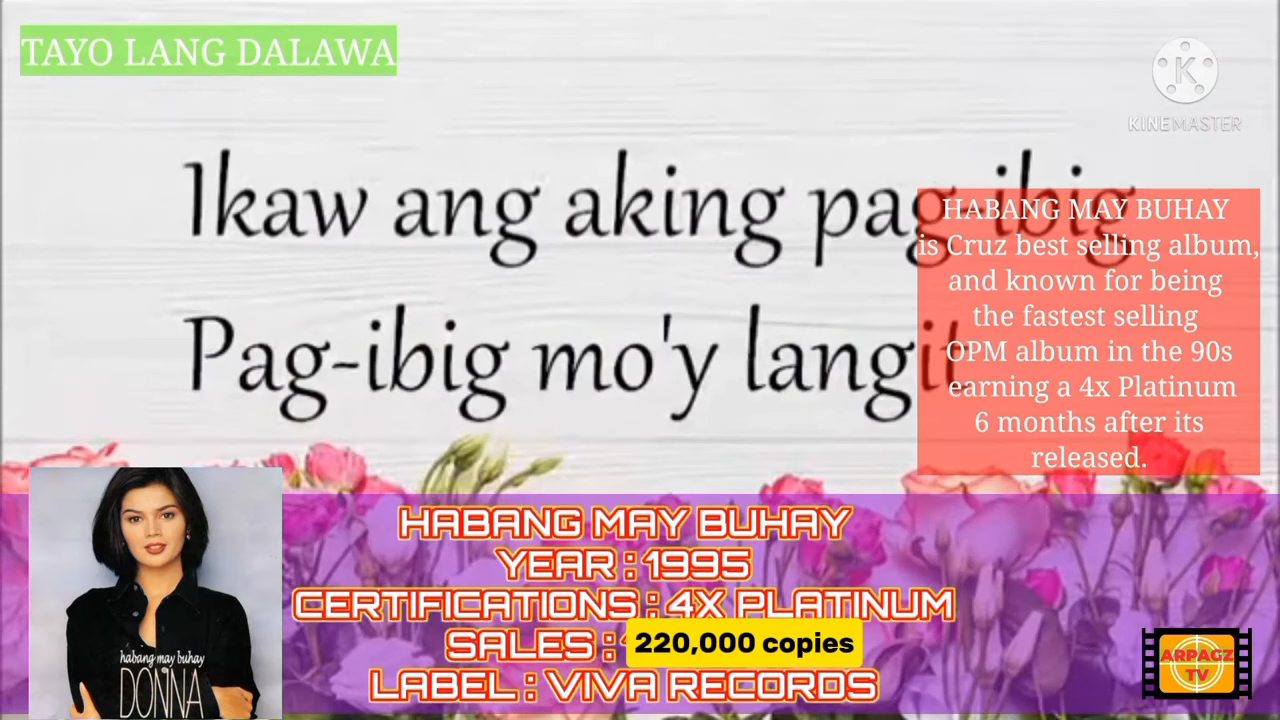 TAYO LANG DALAWA
KINEMASTER
Ikaw ang aking pag-ibig
Pag-ibig mo'y langit
HABANG MAY BUHAY
is Cruz best selling album,
and known for being
the fastest selling
OPM album in the 90s
earning a 4x Platinum
6 months after its
released.
HABANG MAY BUHAY
YEAR : 1995
CERTIFICATIONS : 4X PLATINUM
SALES : 220,000 copies
LABEL : VIVA RECORDS
habang may buhay
DONNA
ARPAGZ
TV